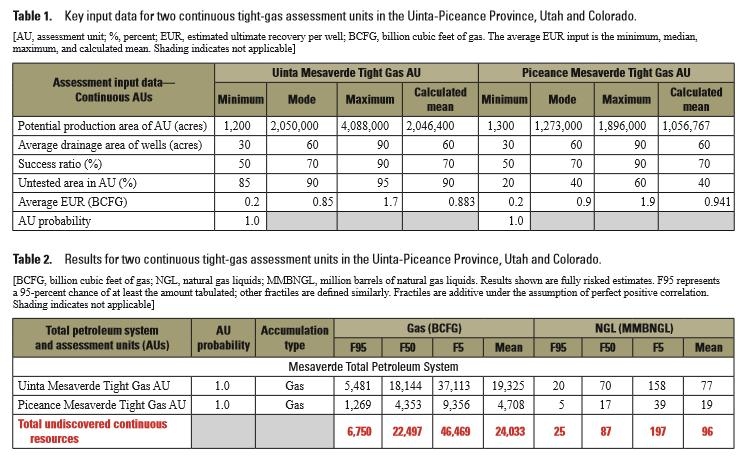 Table 1. Key input data for two continuous tight-gas assessment units in the Uinta-Piceance Province, Utah and Colorado.
[AU, assessment unit; %, percent; EUR, estimated ultimate recovery per well; BCFG, billion cubic feet of gas. The average EUR input is the minimum, median,
maximum, and calculated mean. Shading indicates not applicable]
Assessment input data—
Continuous AUs
Uinta Mesaverde Tight Gas AU Piceance Mesaverde Tight Gas AU
Minimum Mode Maximum Calculated mean Minimum Mode Maximum Calculated mean
Potential production area of AU (acres) 1,200 2,050,000 4,088,000 2,046,400 1,300 1,273,000 1,896,000 1,056,767
Average drainage area of wells (acres) 30 60 90 60 30 60 90 60
Success ratio (%) 50 70 90 70 50 70 90 70
Untested area in AU (%) 85 90 95 90 20 40 60 40
Average EUR (BCFG) 0.2 0.85 1.7 0.883 0.2 0.9 1.9 0.941
AU probability 1.0 1.0
Table 2. Results for two continuous tight-gas assessment units in the Uinta-Piceance Province, Utah and Colorado.
[BCFG, billion cubic feet of gas; NGL, natural gas liquids; MMBNGL, million barrels of natural gas liquids. Results shown are fully risked estimates. F95 represents
a 95-percent chance of at least the amount tabulated; other fractiles are defined similarly. Fractiles are additive under the assumption of perfect positive correlation.
Shading indicates not applicable]
Total petroleum system
and assessment units (AUs)
AU
probability
Accumulation
type
Gas (BCFG) NGL (MMBNGL)
F95 F50 F5 Mean F95 F50 F5 Mean
Mesaverde Total Petroleum System
Uinta Mesaverde Tight Gas AU 1.0 Gas 5,481 18,144 37,113 19,325 20 70 158 77
Piceance Mesaverde Tight Gas AU 1.0 Gas 1,269 4,353 9,356 4,708 5 17 39 19
Total undiscovered continuous
resources 6,750 22,497 46,469 24,033 25 87 197 96